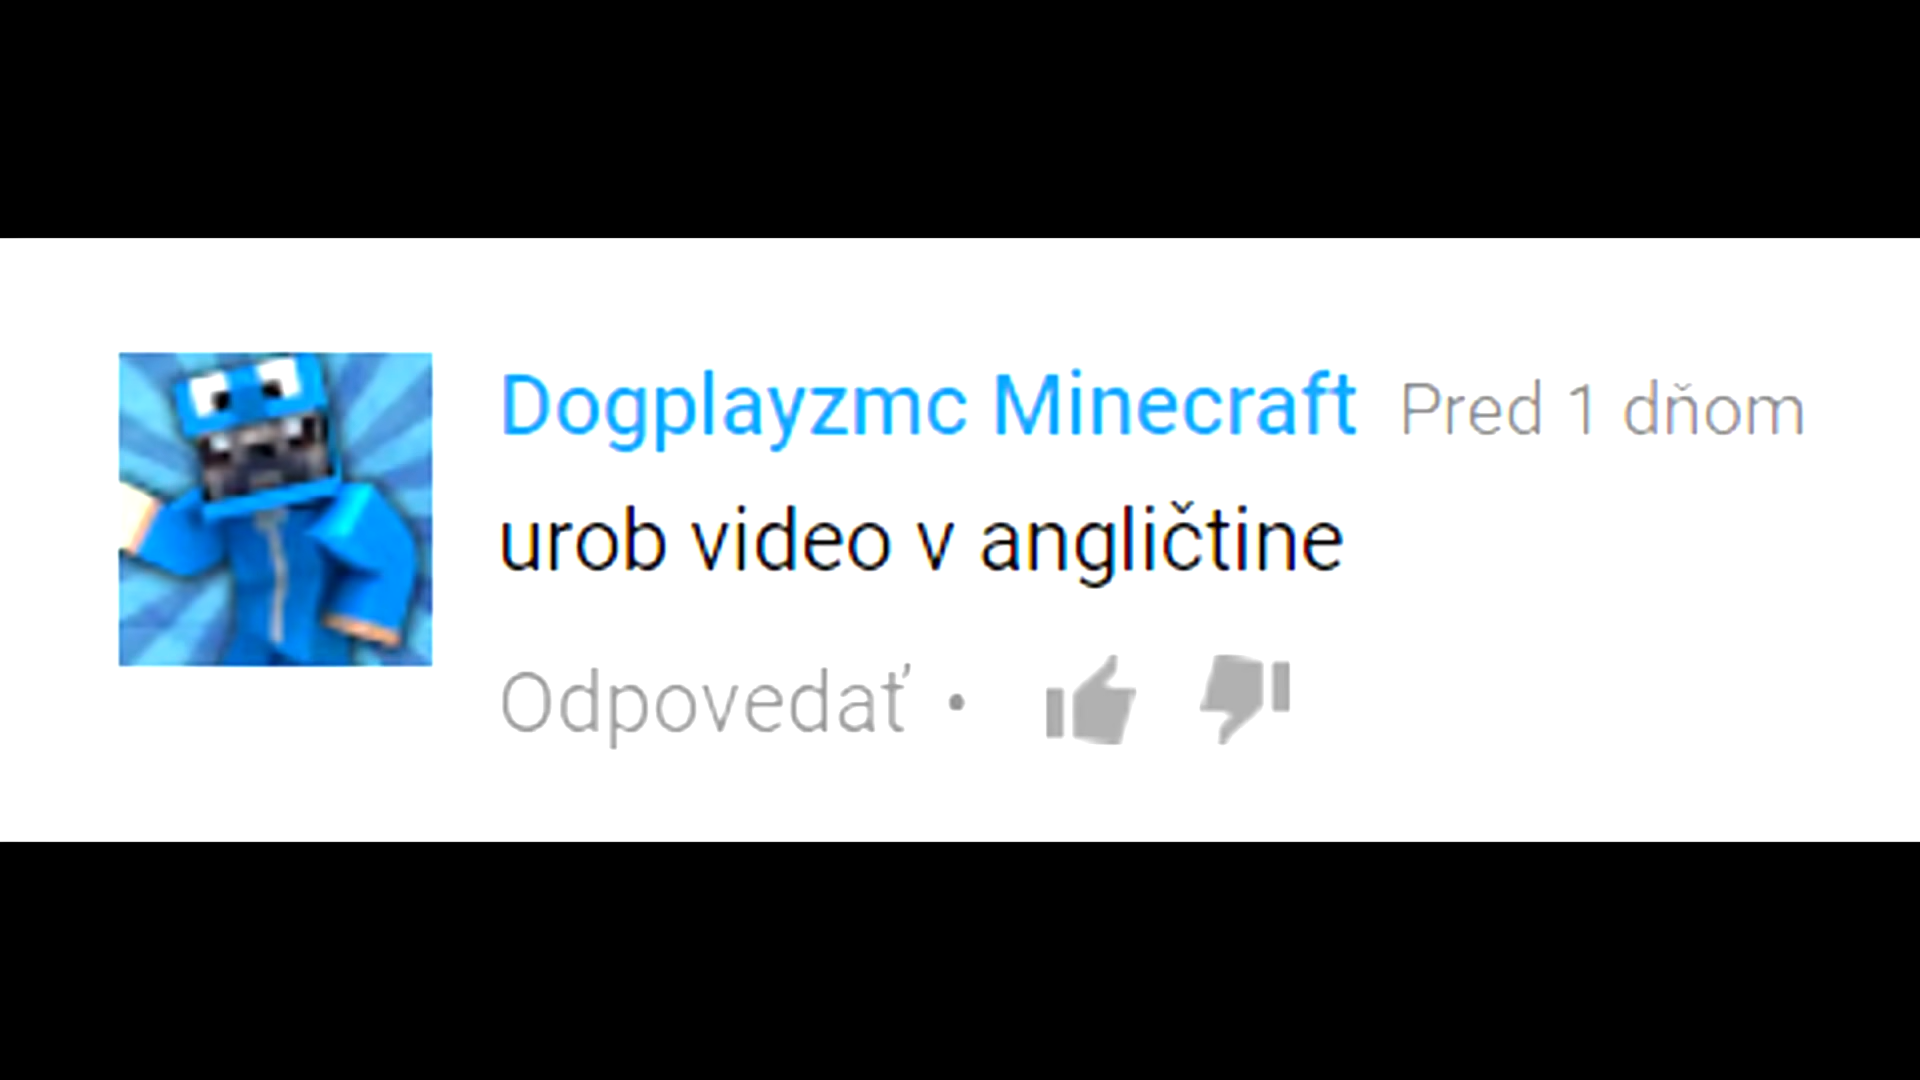 Dogplayzmc Minecraft Pred 1 dňom
urob video v angličtine
Odpovedať •